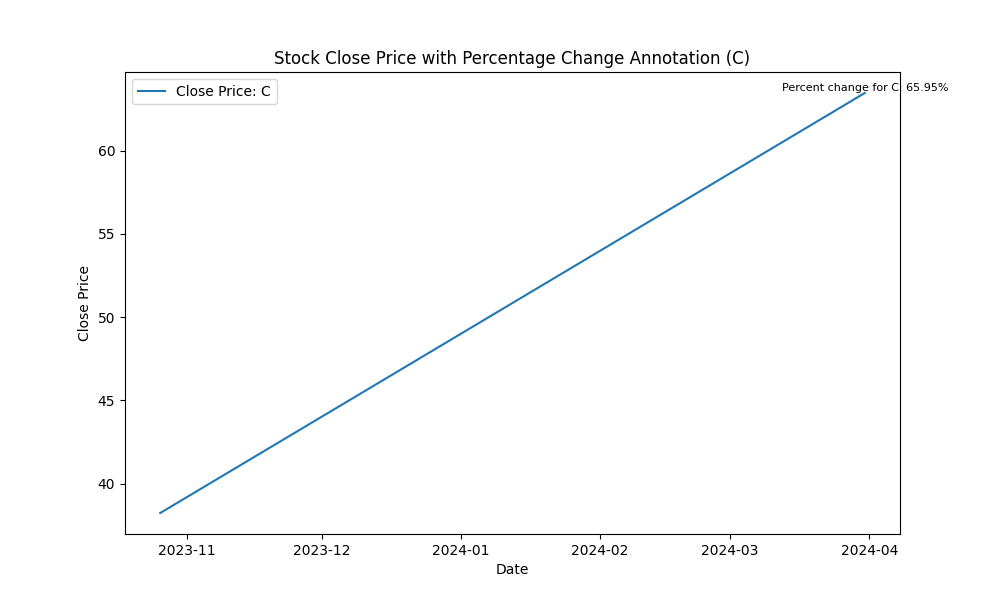 Stock Close Price with Percentage Change Annotation (C)
Close Price: C
Percent change for C: 65.95%
60
55
50
45
40
Close Price
2023-11 2023-12 2024-01 2024-02 2024-03 2024-04
Date